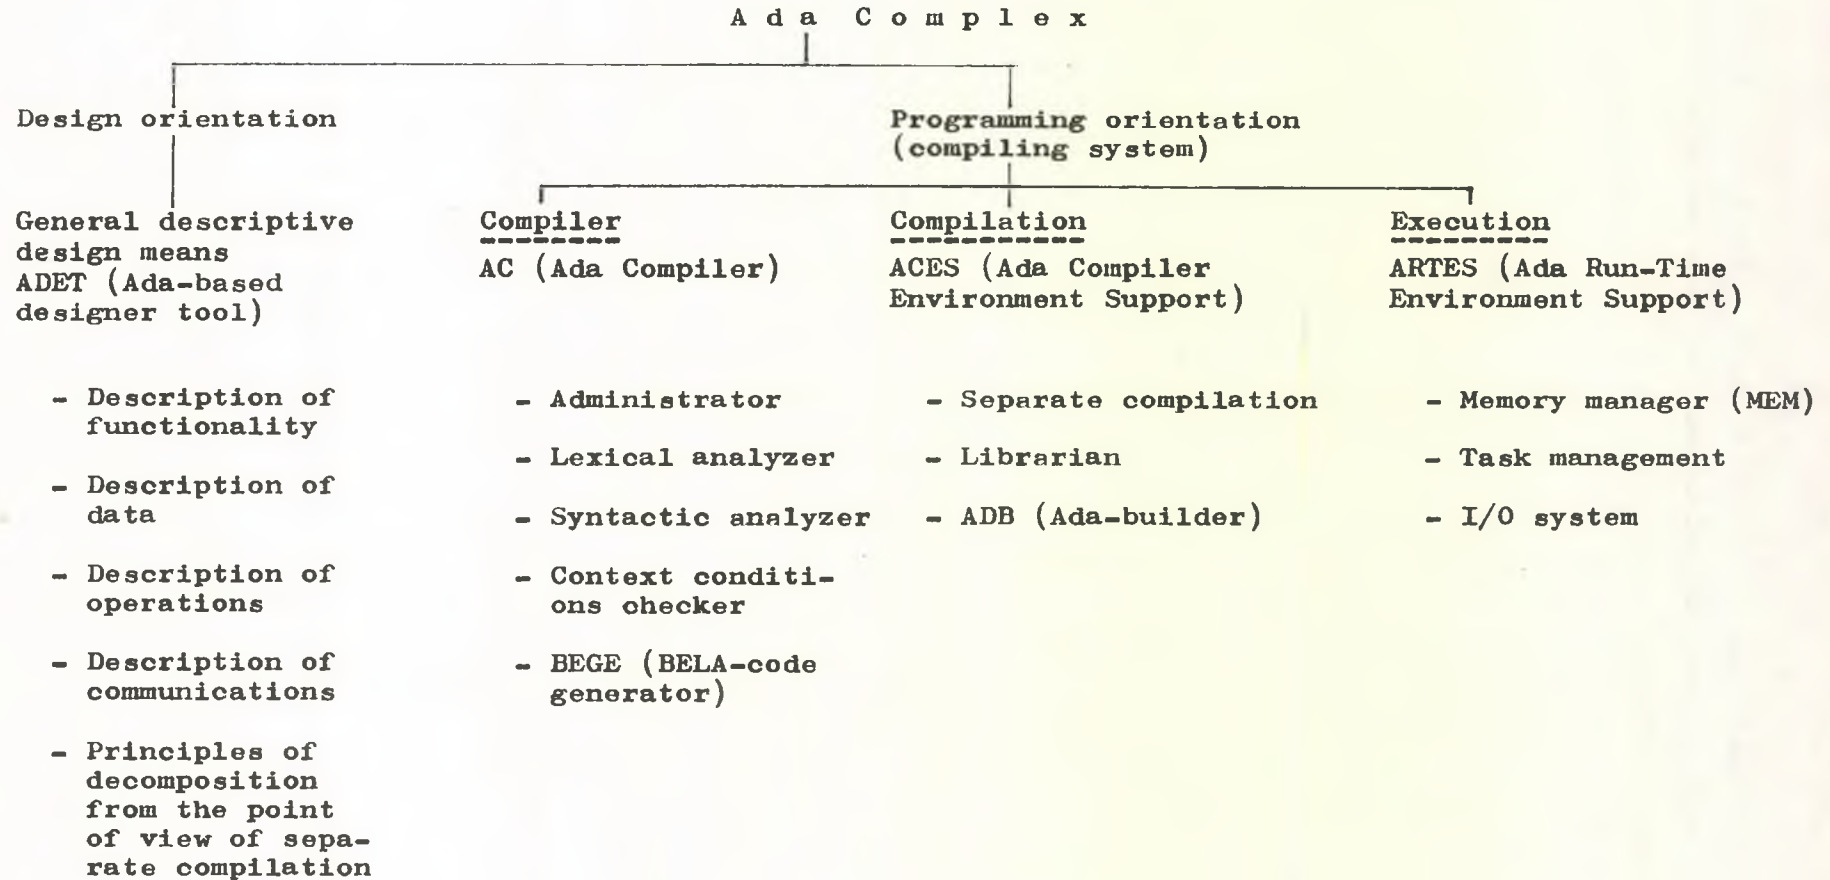 Ada Complex
Design orientation
Programming orientation
(compiling system)
General descriptive
design means
ADET (Ada-based
designer tool)
- Description of
functionality
- Description of
data
- Description of
operations
- Description of
communications
- Principles of
decomposition
from the point
of view of sepa-
rate compilation
Compiler
AC (Ada Compiler)
- Administrator
- Lexical analyzer
- Syntactic analyzer
- Context conditi-
ons checker
- BEGE (BELA-code
generator)
Compilation
ACES (Ada Compiler
Environment Support)
- Separate compilation
- Librarian
- ADB (Ada-builder)
Execution
ARTES (Ada Run-Time
Environment Support)
- Memory manager (MEM)
- Task management
- I/O system